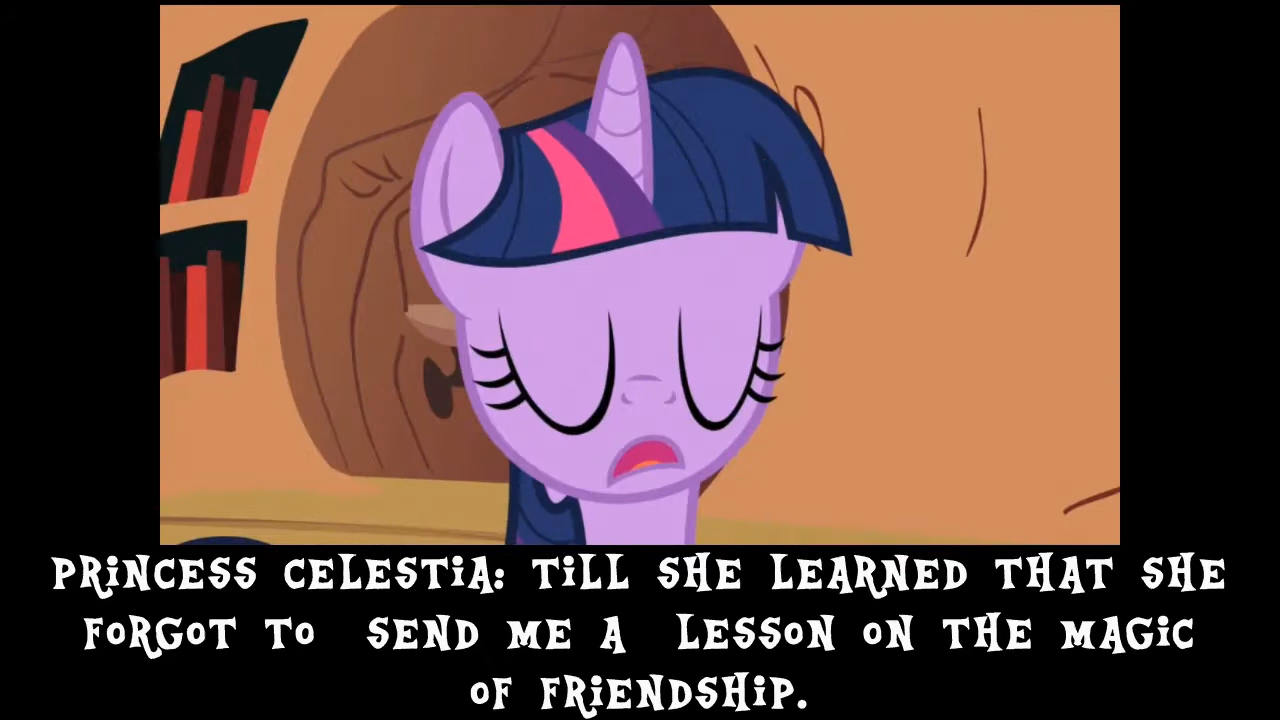 PRINCESS CELESTIA: TILL SHE LEARNED THAT SHE
FORGOT TO SEND ME A LESSON ON THE MAGIC
OF FRIENDSHIP.